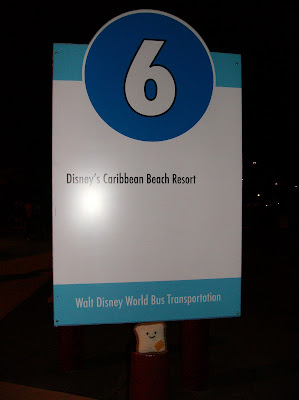 6
Disney's Caribbean Beach Resort
Walt Disney World Bus Transportation